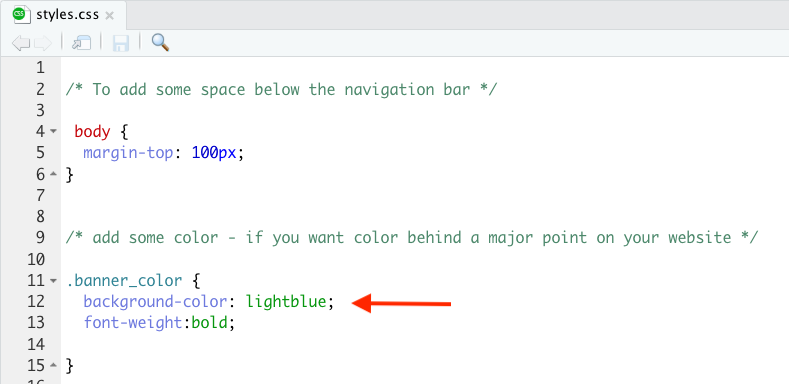 styles.css
1
2 /* To add some space below the navigation bar */
3
4 body {
5 margin-top: 100px;
6 }
7
8
9 /* add some color - if you want color behind a major point on your website */
10
11 .banner_color {
12 background-color: lightblue;
13 font-weight:bold;
14
15 }